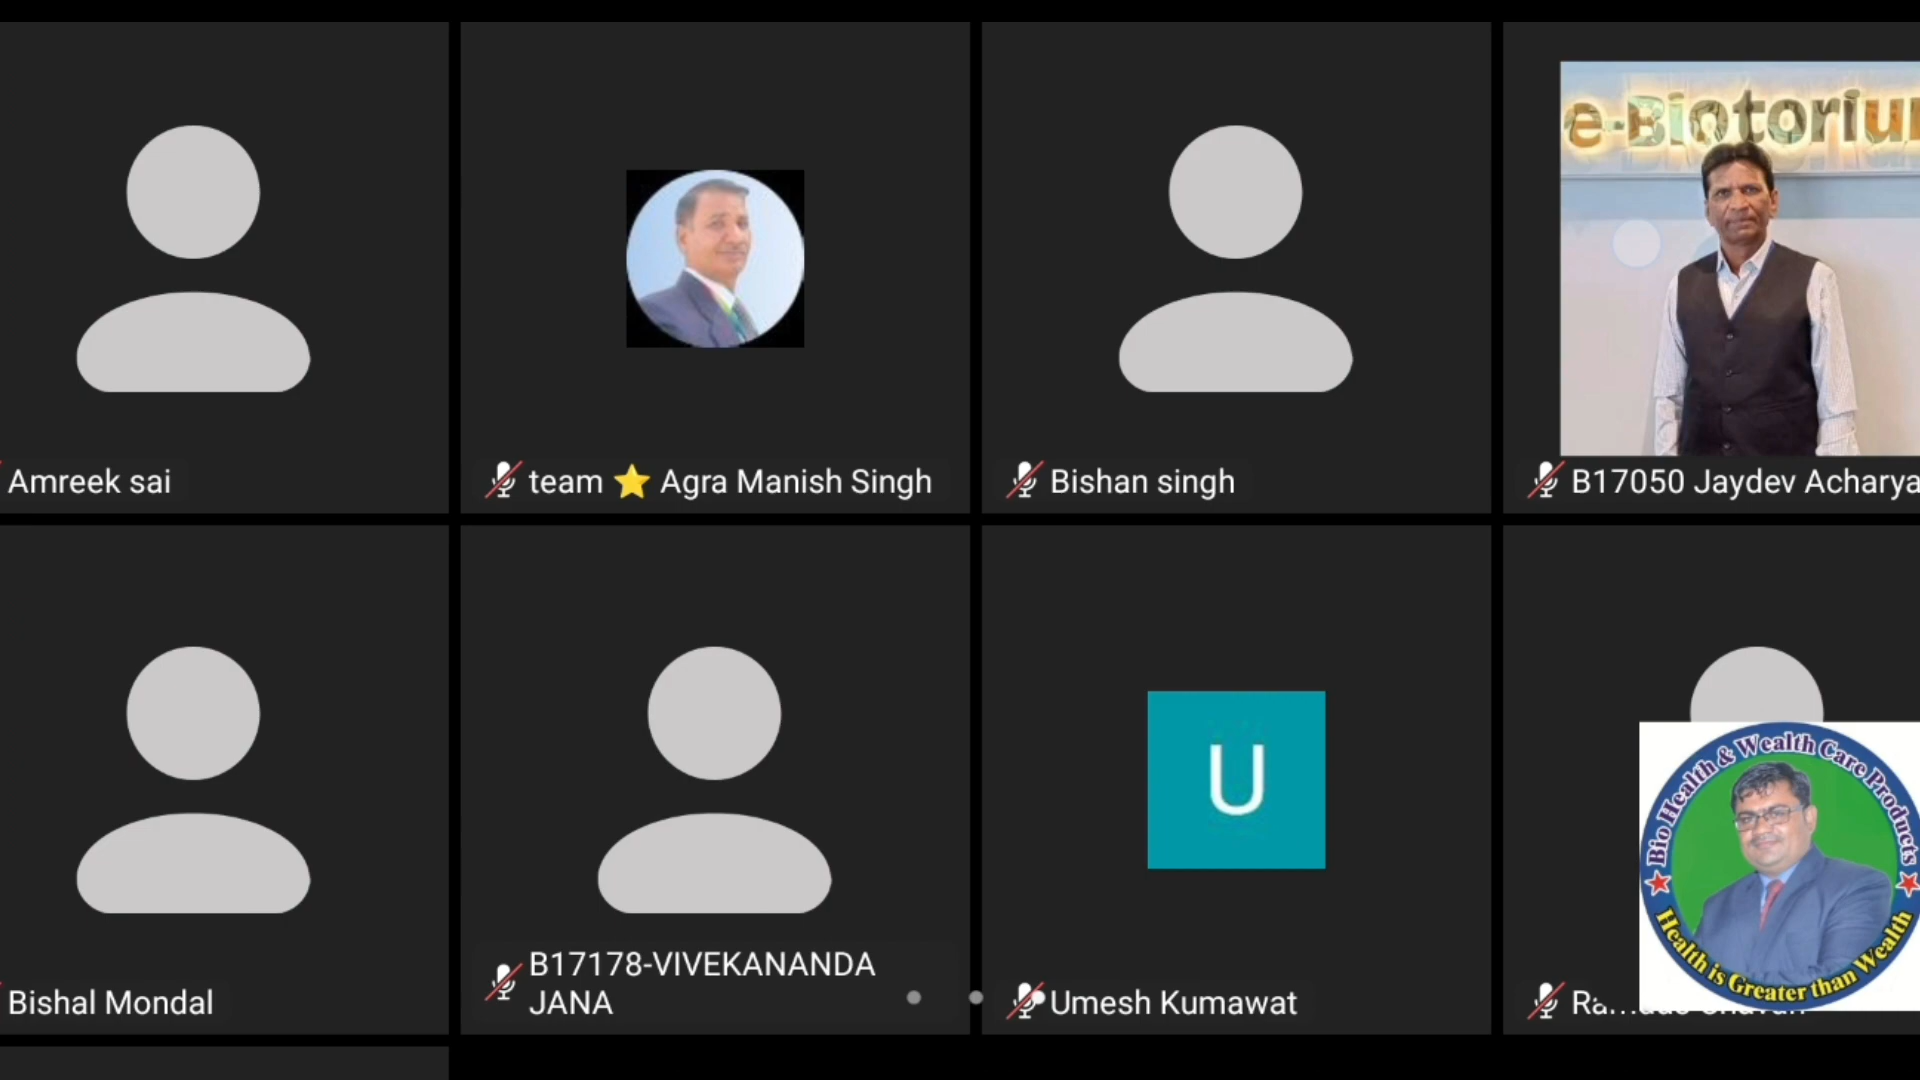 e-Biotoriu
Amreek sai
team ⭐ Agra Manish Singh
Bishan singh
B17050 Jaydev Acharya
U
Bio Health & Wealth Care Products
Health is Greater than Wealth
Bishal Mondal
B17178-VIVEKANANDA
JANA
Umesh Kumawat